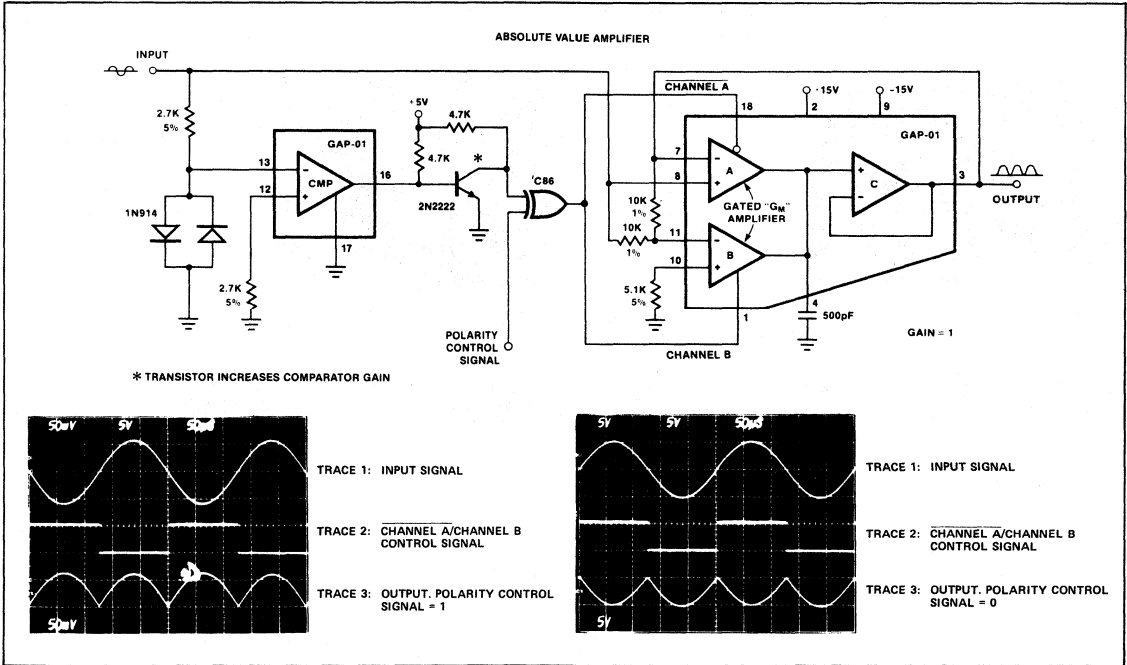 ABSOLUTE VALUE AMPLIFIER
INPUT
2.7K
5%
1N914
13
12
GAP-01
CMP
16
17
2.7K
5%
+5V
4.7K
4.7K
*
2N2222
'C86
POLARITY
CONTROL
SIGNAL
CHANNEL A
18
+15V
2
-15V
9
GAP-01
7
8
A
10K
1%
10K
1%
GATED "GM"
AMPLIFIER
11
10
B
5.1K
5%
1
CHANNEL B
C
3
OUTPUT
4
500pF
GAIN = 1
* TRANSISTOR INCREASES COMPARATOR GAIN
50mV 5V 50µS
50mV
TRACE 1: INPUT SIGNAL
TRACE 2: CHANNEL A/CHANNEL B
CONTROL SIGNAL
TRACE 3: OUTPUT. POLARITY CONTROL
SIGNAL = 1
5V 5V 50µS
5V
TRACE 1: INPUT SIGNAL
TRACE 2: CHANNEL A/CHANNEL B
CONTROL SIGNAL
TRACE 3: OUTPUT. POLARITY CONTROL
SIGNAL = 0